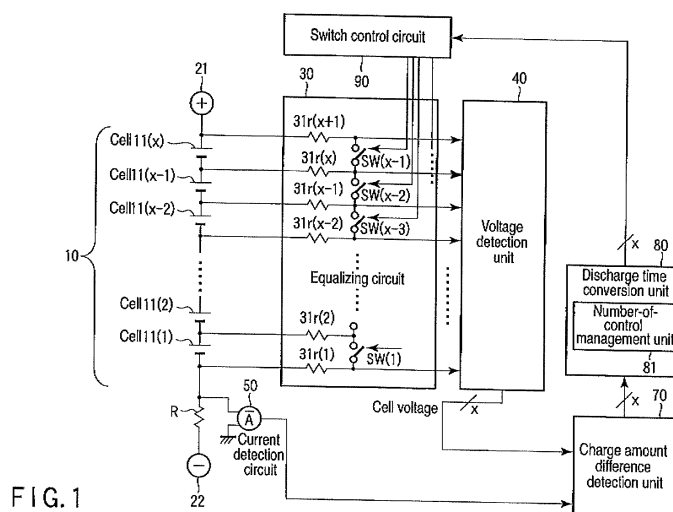 Switch control circuit
90
21
30
40
10
Cell11(x)
Cell11(x-1)
Cell11(x-2)
Cell11(2)
Cell11(1)
31r(x+1)
31r(x)
31r(x-1)
31r(x-2)
SW(x-1)
SW(x-2)
SW(x-3)
Equalizing circuit
31r(2)
31r(1)
SW(1)
Voltage detection unit
x
80
Discharge time conversion unit
Number-of-control management unit
81
x
70
Charge amount difference detection unit
Cell voltage
x
R
50
A
Current detection circuit
22
FIG.1